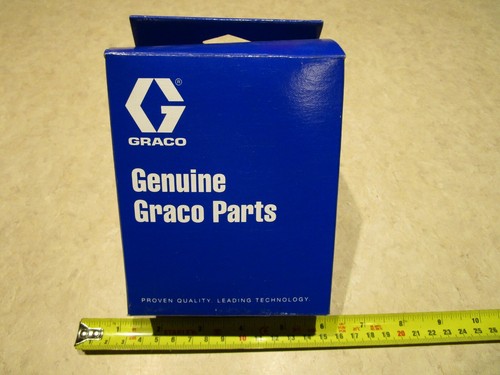 G®
GRACO
Genuine
Graco Parts
PROVEN QUALITY. LEADING TECHNOLOGY.